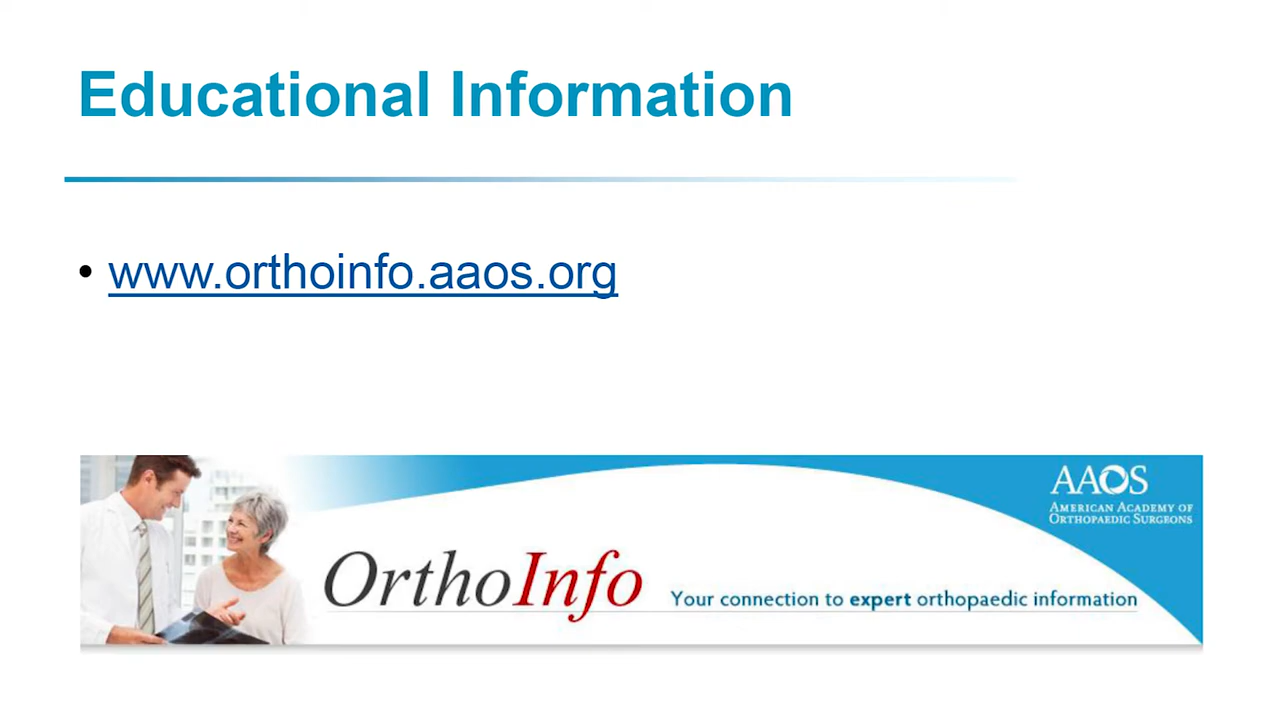 Educational Information
• www.orthoinfo.aaos.org
AAOS
AMERICAN ACADEMY OF
ORTHOPAEDIC SURGEONS
OrthoInfo
Your connection to expert orthopaedic information